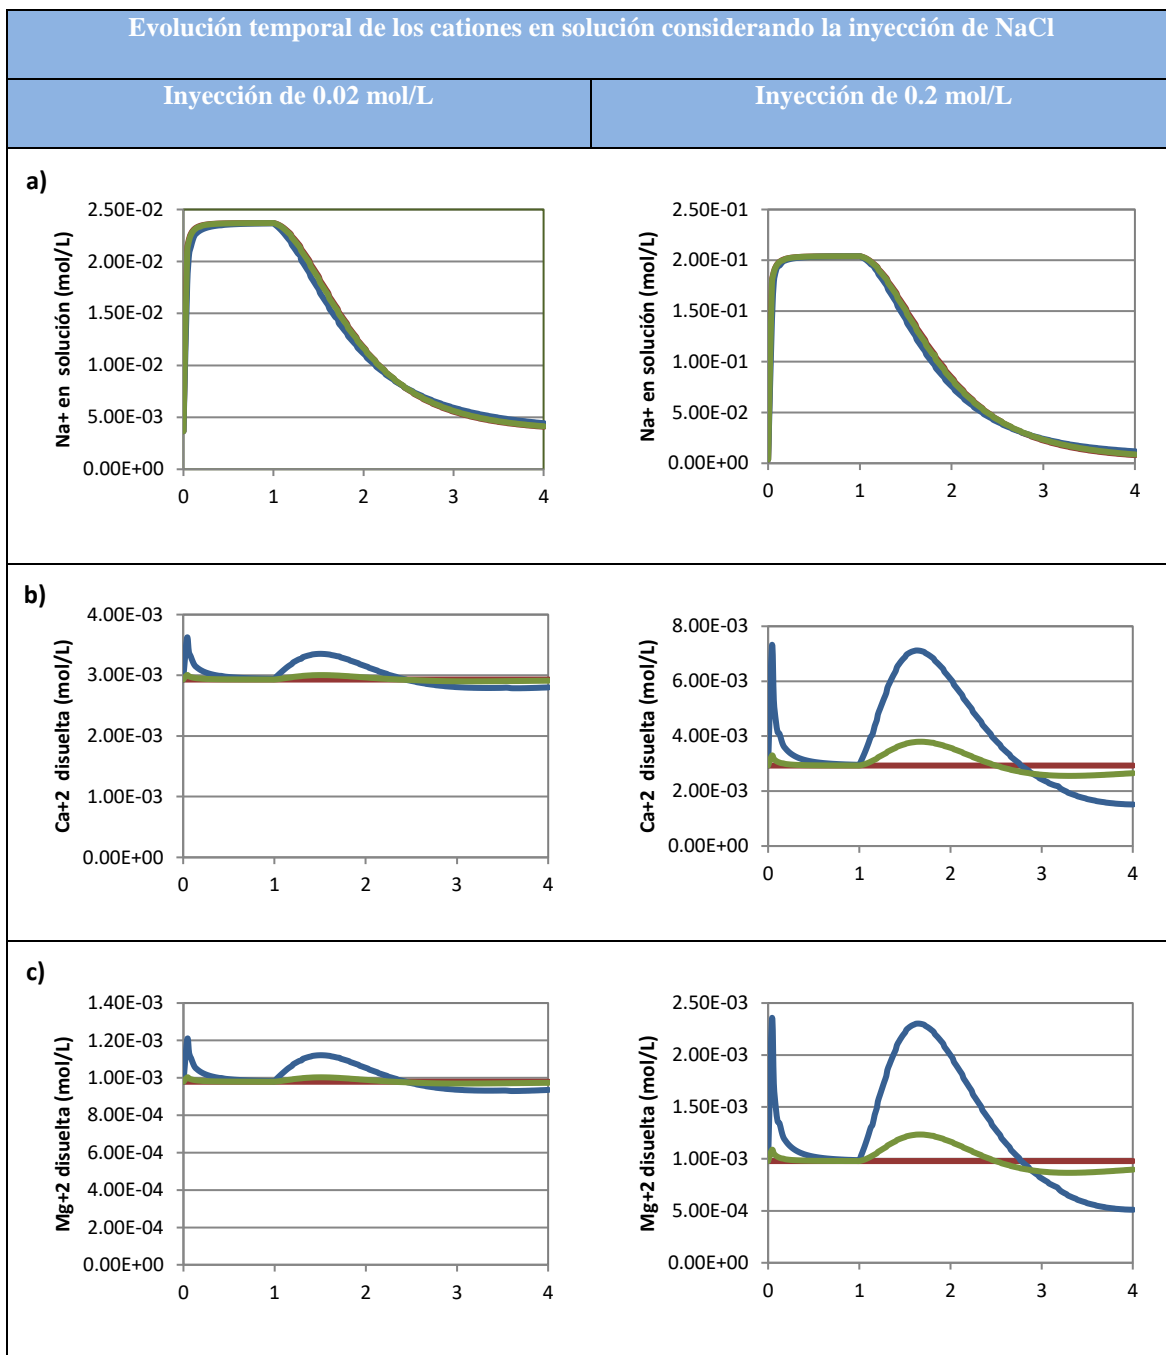 Evolución temporal de los cationes en solución considerando la inyección de NaCl
Inyección de 0.02 mol/L
Inyección de 0.2 mol/L
a)
Na+ en solución (mol/L)
2.50E-02
2.00E-02
1.50E-02
1.00E-02
5.00E-03
0.00E+00
0 1 2 3 4
Na+ en solución (mol/L)
2.50E-01
2.00E-01
1.50E-01
1.00E-01
5.00E-02
0.00E+00
0 1 2 3 4
b)
Ca+2 disuelta (mol/L)
4.00E-03
3.00E-03
2.00E-03
1.00E-03
0.00E+00
0 1 2 3 4
Ca+2 disuelta (mol/L)
8.00E-03
6.00E-03
4.00E-03
2.00E-03
0.00E+00
0 1 2 3 4
c)
Mg+2 disuelta (mol/L)
1.40E-03
1.20E-03
1.00E-03
8.00E-04
6.00E-04
4.00E-04
2.00E-04
0.00E+00
0 1 2 3 4
Mg+2 disuelta (mol/L)
2.50E-03
2.00E-03
1.50E-03
1.00E-03
5.00E-04
0.00E+00
0 1 2 3 4